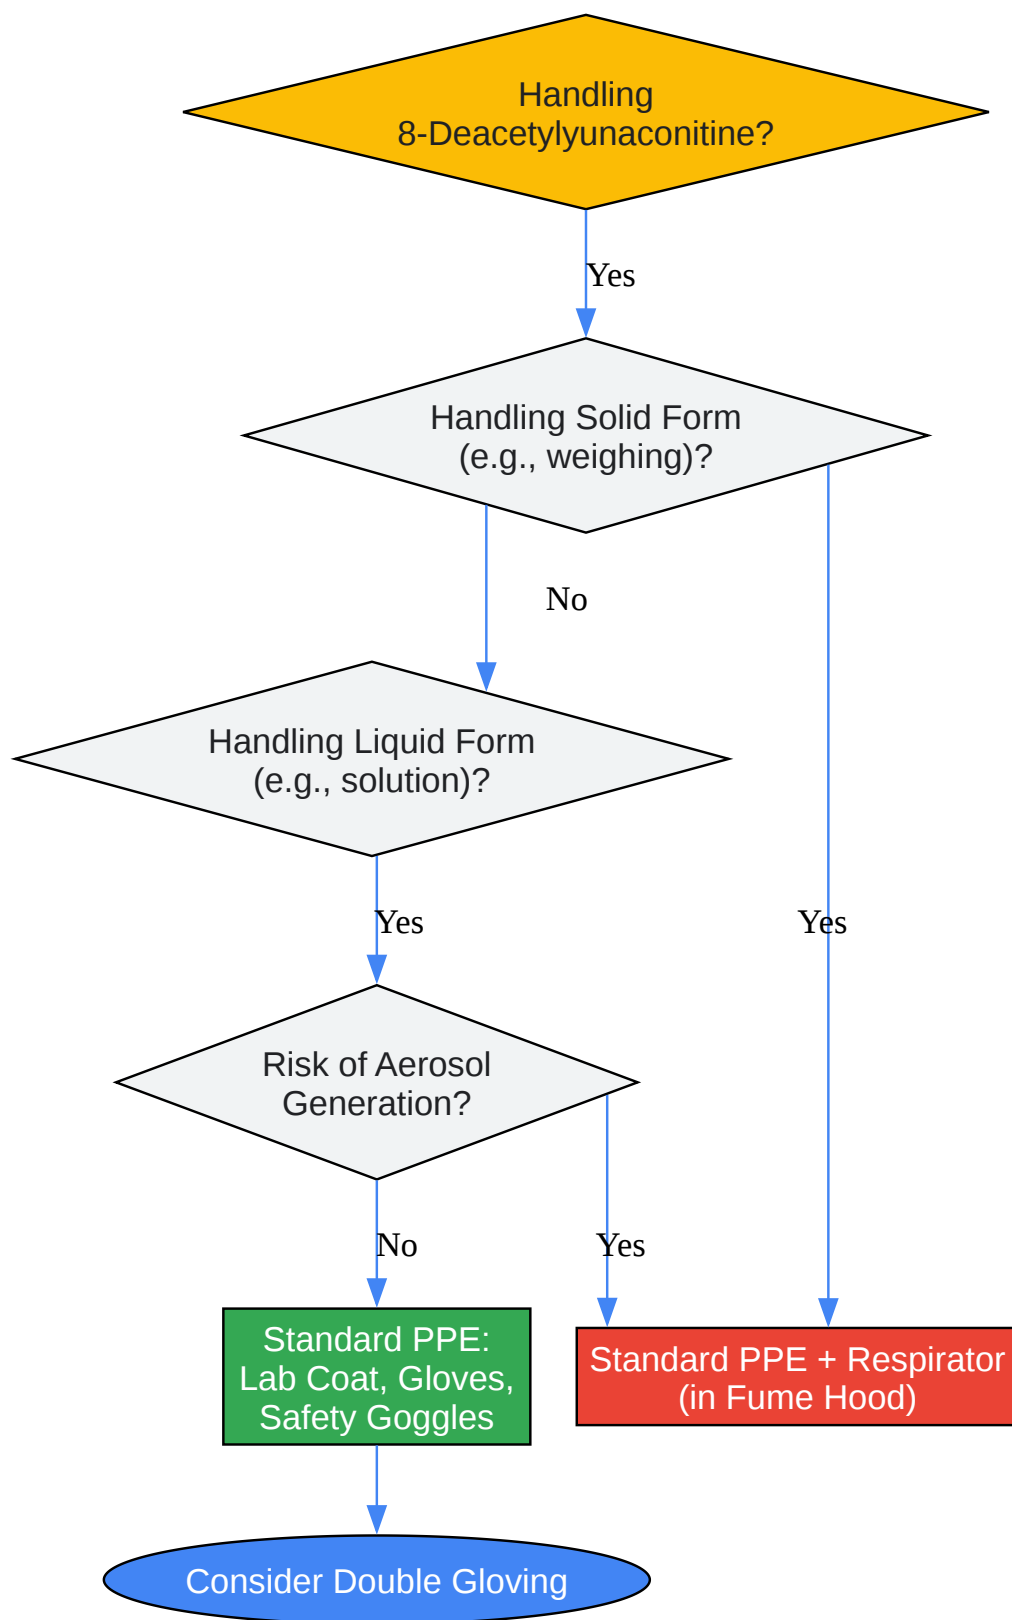 Handling
8-Deacetylyunaconitine?
Yes
Handling Solid Form
(e.g., weighing)?
No
Handling Liquid Form
(e.g., solution)?
Yes
Yes
Risk of Aerosol
Generation?
No
Yes
Standard PPE:
Lab Coat, Gloves,
Safety Goggles
Standard PPE + Respirator
(in Fume Hood)
Consider Double Gloving